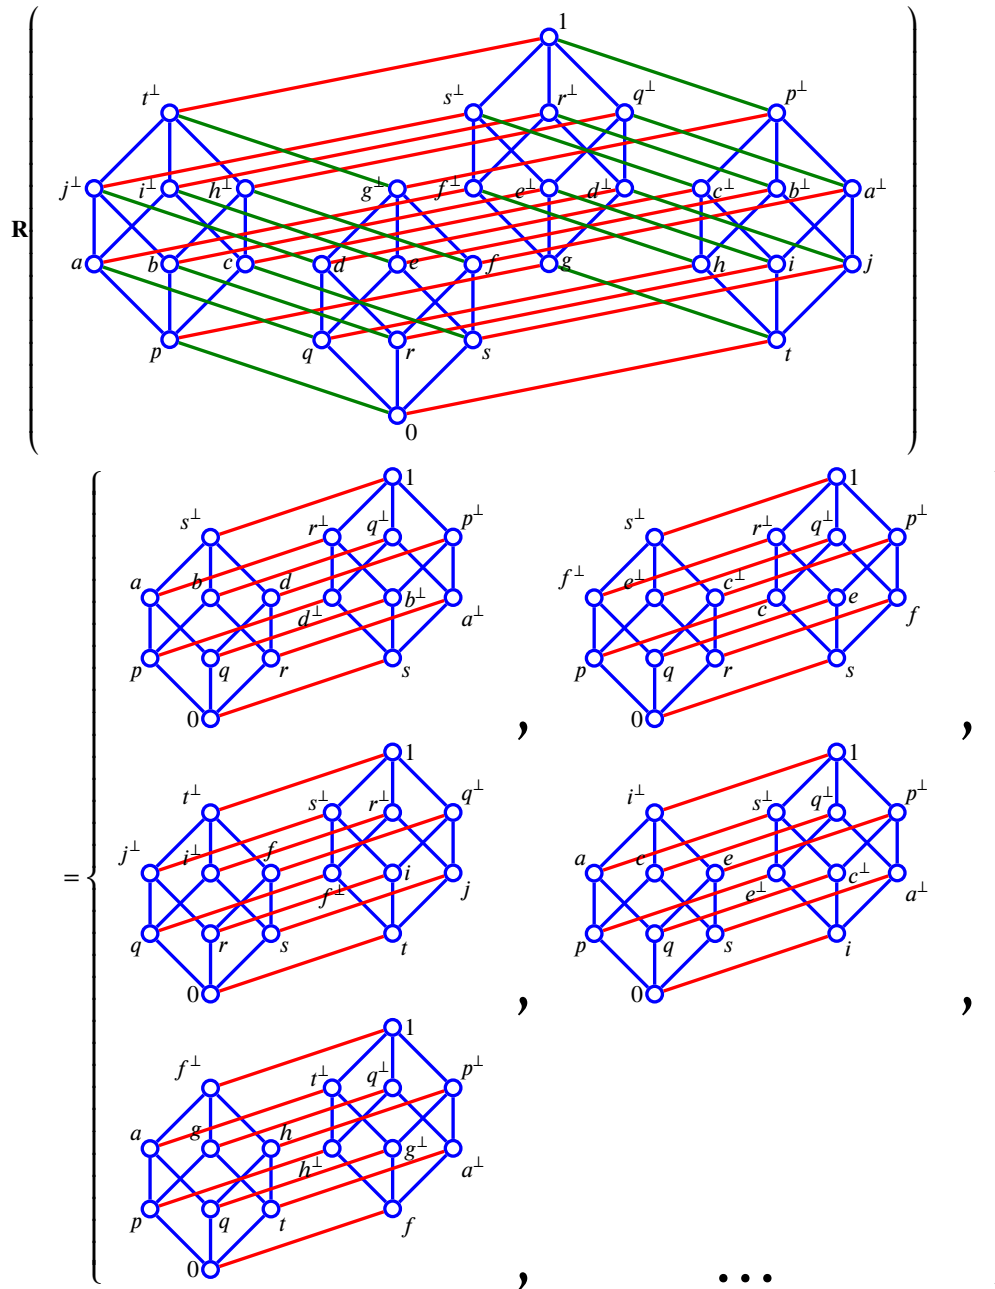 1
t⊥ s⊥ r⊥ q⊥ p⊥
j⊥ i⊥ h⊥ g⊥ f⊥ e⊥ d⊥ c⊥ b⊥ a⊥
R
a b c d e f g h i j
p q r s t
0
1 1
s⊥ r⊥ q⊥ p⊥ s⊥ r⊥ q⊥ p⊥
a b d d⊥ b⊥ a⊥ f⊥ e⊥ c⊥ c e f
p q r s p q r s
0 , 0 ,
1 1
t⊥ s⊥ r⊥ q⊥ i⊥ s⊥ q⊥ p⊥
= j⊥ i⊥ f f⊥ i j a c e e⊥ c⊥ a⊥
q r s t p q s i
0 , 0 ,
1
f⊥ t⊥ q⊥ p⊥
a g h h⊥ g⊥ a⊥
p q t f
0 , ...